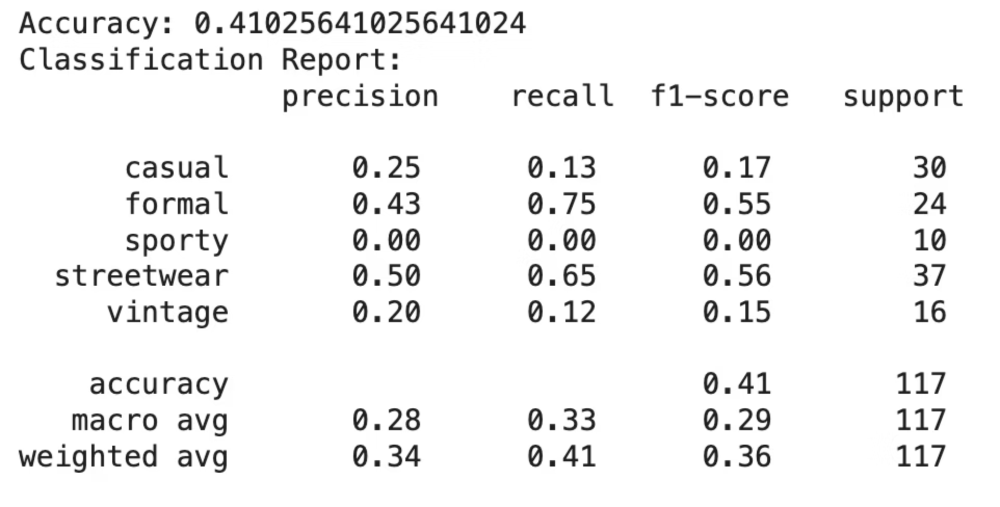 Accuracy: 0.41025641025641024
Classification Report:
precision recall f1-score support
casual 0.25 0.13 0.17 30
formal 0.43 0.75 0.55 24
sporty 0.00 0.00 0.00 10
streetwear 0.50 0.65 0.56 37
vintage 0.20 0.12 0.15 16
accuracy 0.41 117
macro avg 0.28 0.33 0.29 117
weighted avg 0.34 0.41 0.36 117